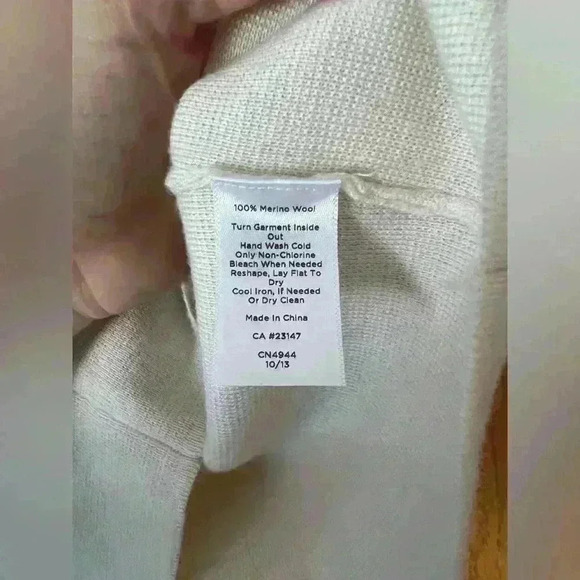 100% Merino Wool
Turn Garment Inside
Out
Hand Wash Cold
Only Non-Chlorine
Bleach When Needed
Reshape, Lay Flat To
Dry
Cool Iron, If Needed
Or Dry Clean
Made In China
CA #23147
CN4944
10/13